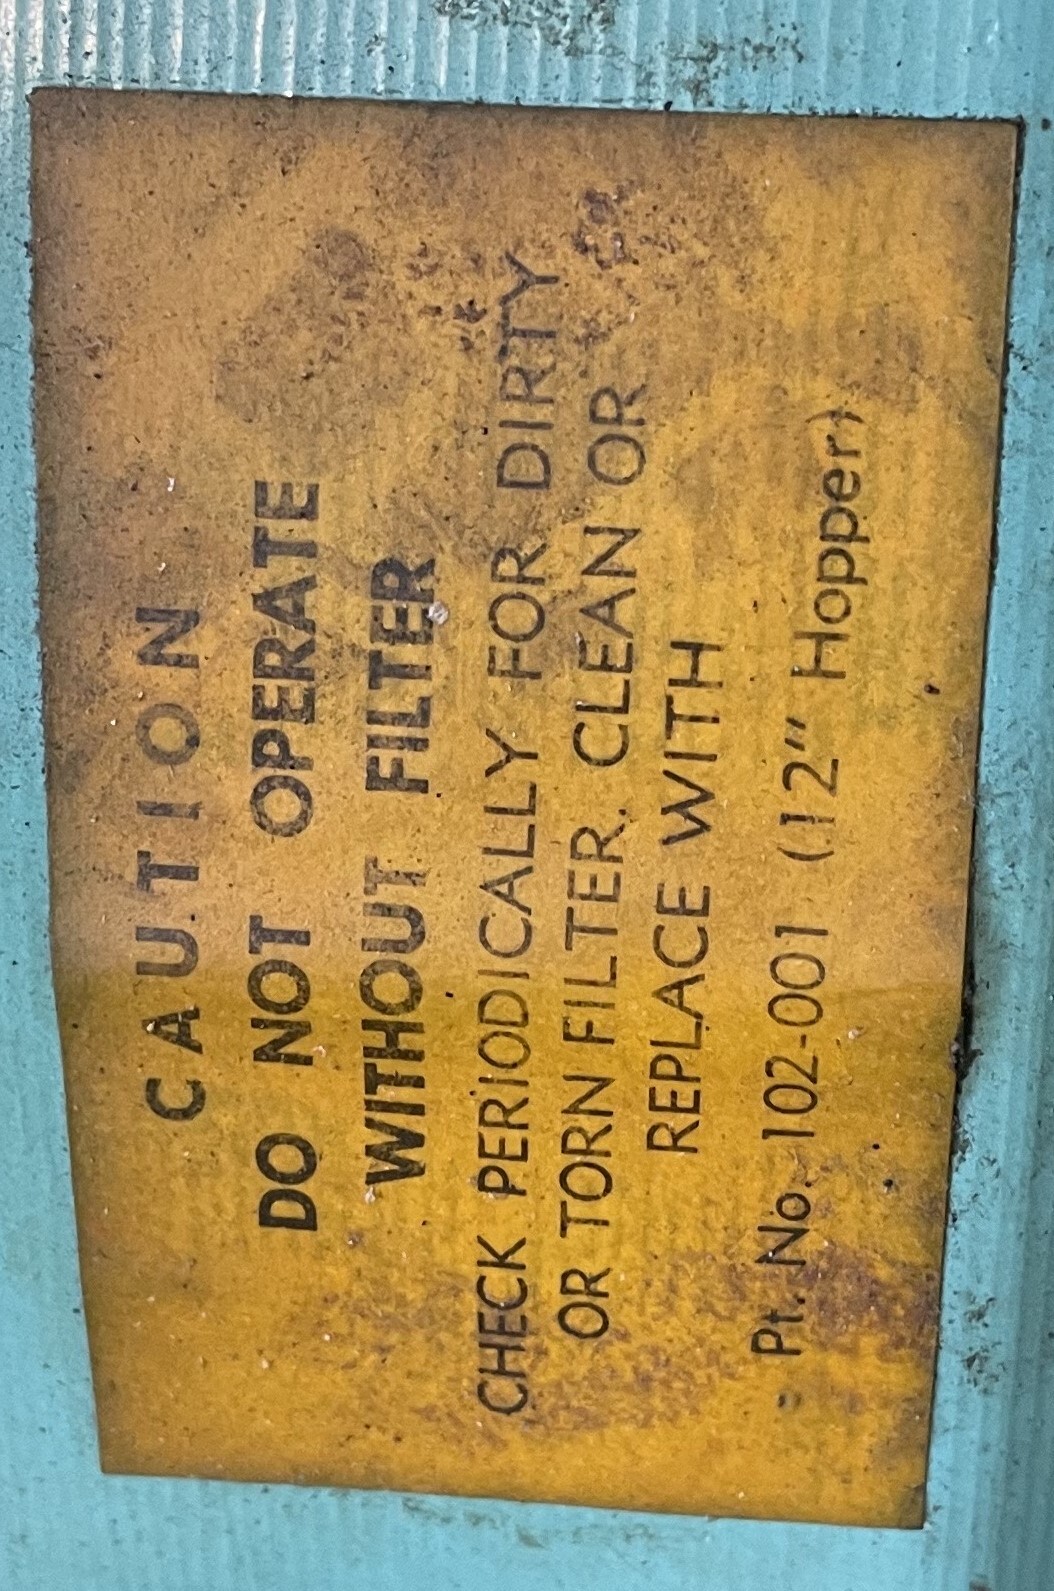 CAUTION
DO NOT OPERATE
WITHOUT FILTER
CHECK PERIODICALLY FOR DIRTY
OR TORN FILTER. CLEAN OR
REPLACE WITH
Pt. No. 102-001 (12" Hopper)